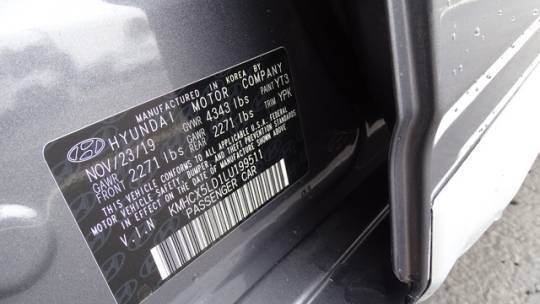 MANUFACTURED IN KOREA BY
HYUNDAI MOTOR COMPANY
NOV/23/19 GVWR 4343 lbs PAINT YT3
GAWR FRONT 2271 lbs GAWR REAR 2271 lbs TRIM YPK
THIS VEHICLE CONFORMS TO ALL APPLICABLE U.S.A. FEDERAL
MOTOR VEHICLE SAFETY, BUMPER, AND THEFT PREVENTION STANDARDS
IN EFFECT ON THE DATE OF MANUFACTURE SHOWN ABOVE.
V.I.N KMHCX5LD1LU199511
PASSENGER CAR